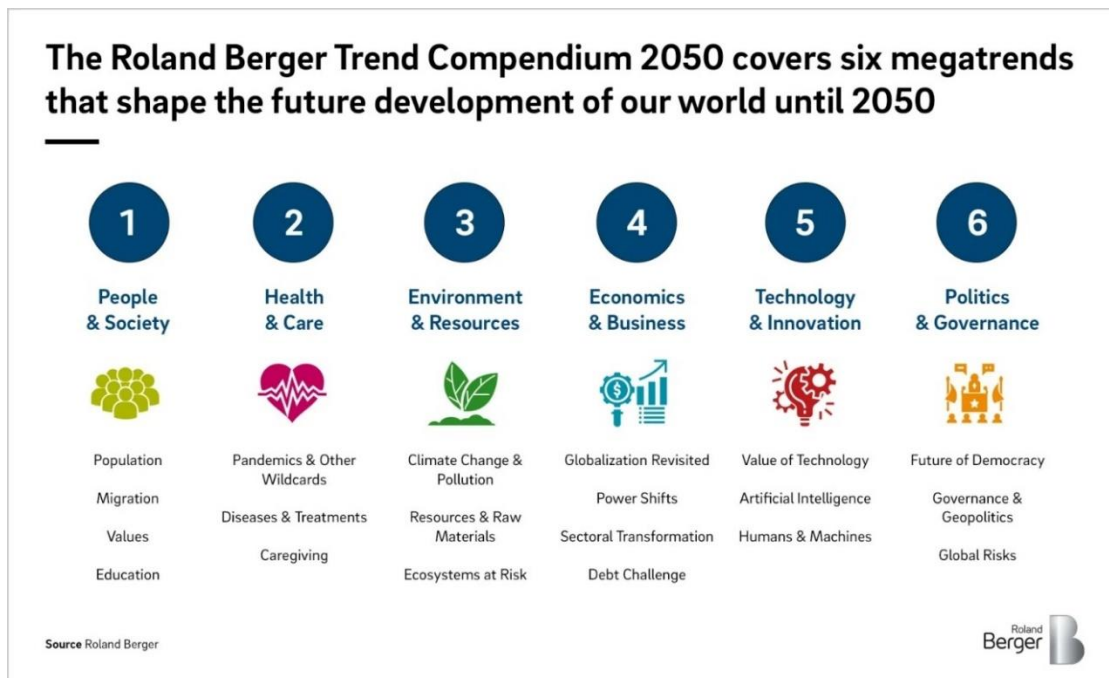 The Roland Berger Trend Compendium 2050 covers six megatrends
that shape the future development of our world until 2050
1
People
& Society
Population
Migration
Values
Education
2
Health
& Care
Pandemics & Other
Wildcards
Diseases & Treatments
Caregiving
3
Environment
& Resources
Climate Change &
Pollution
Resources & Raw
Materials
Ecosystems at Risk
4
Economics
& Business
$
Globalization Revisited
Power Shifts
Sectoral Transformation
Debt Challenge
5
Technology
& Innovation
Value of Technology
Artificial Intelligence
Humans & Machines
6
Politics
& Governance
Future of Democracy
Governance &
Geopolitics
Global Risks
Source Roland Berger
Roland
Berger
B